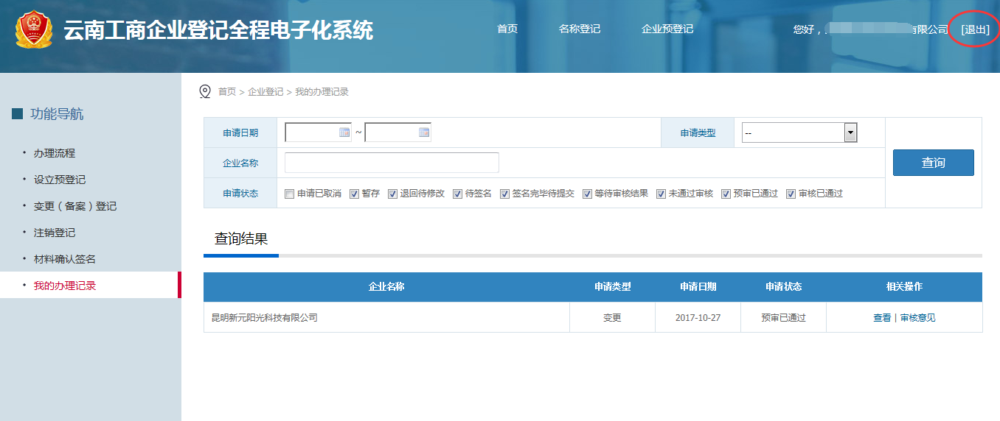 云南工商企业登记全程电子化系统
首页 名称登记 企业预登记 您好， 有限公司 [退出]
首页 > 企业登记 > 我的办理记录
功能导航
办理流程
设立预登记
变更（备案）登记
注销登记
材料确认签名
我的办理记录
申请日期 ~ 申请类型 --
企业名称
查询
申请状态 申请已取消 暂存 退回待修改 待签名 签名完毕待提交 等待审核结果 未通过审核 预审已通过 审核已通过
查询结果
企业名称 申请类型 申请日期 申请状态 相关操作
昆明新元阳光科技有限公司 变更 2017-10-27 预审已通过 查看 | 审核意见